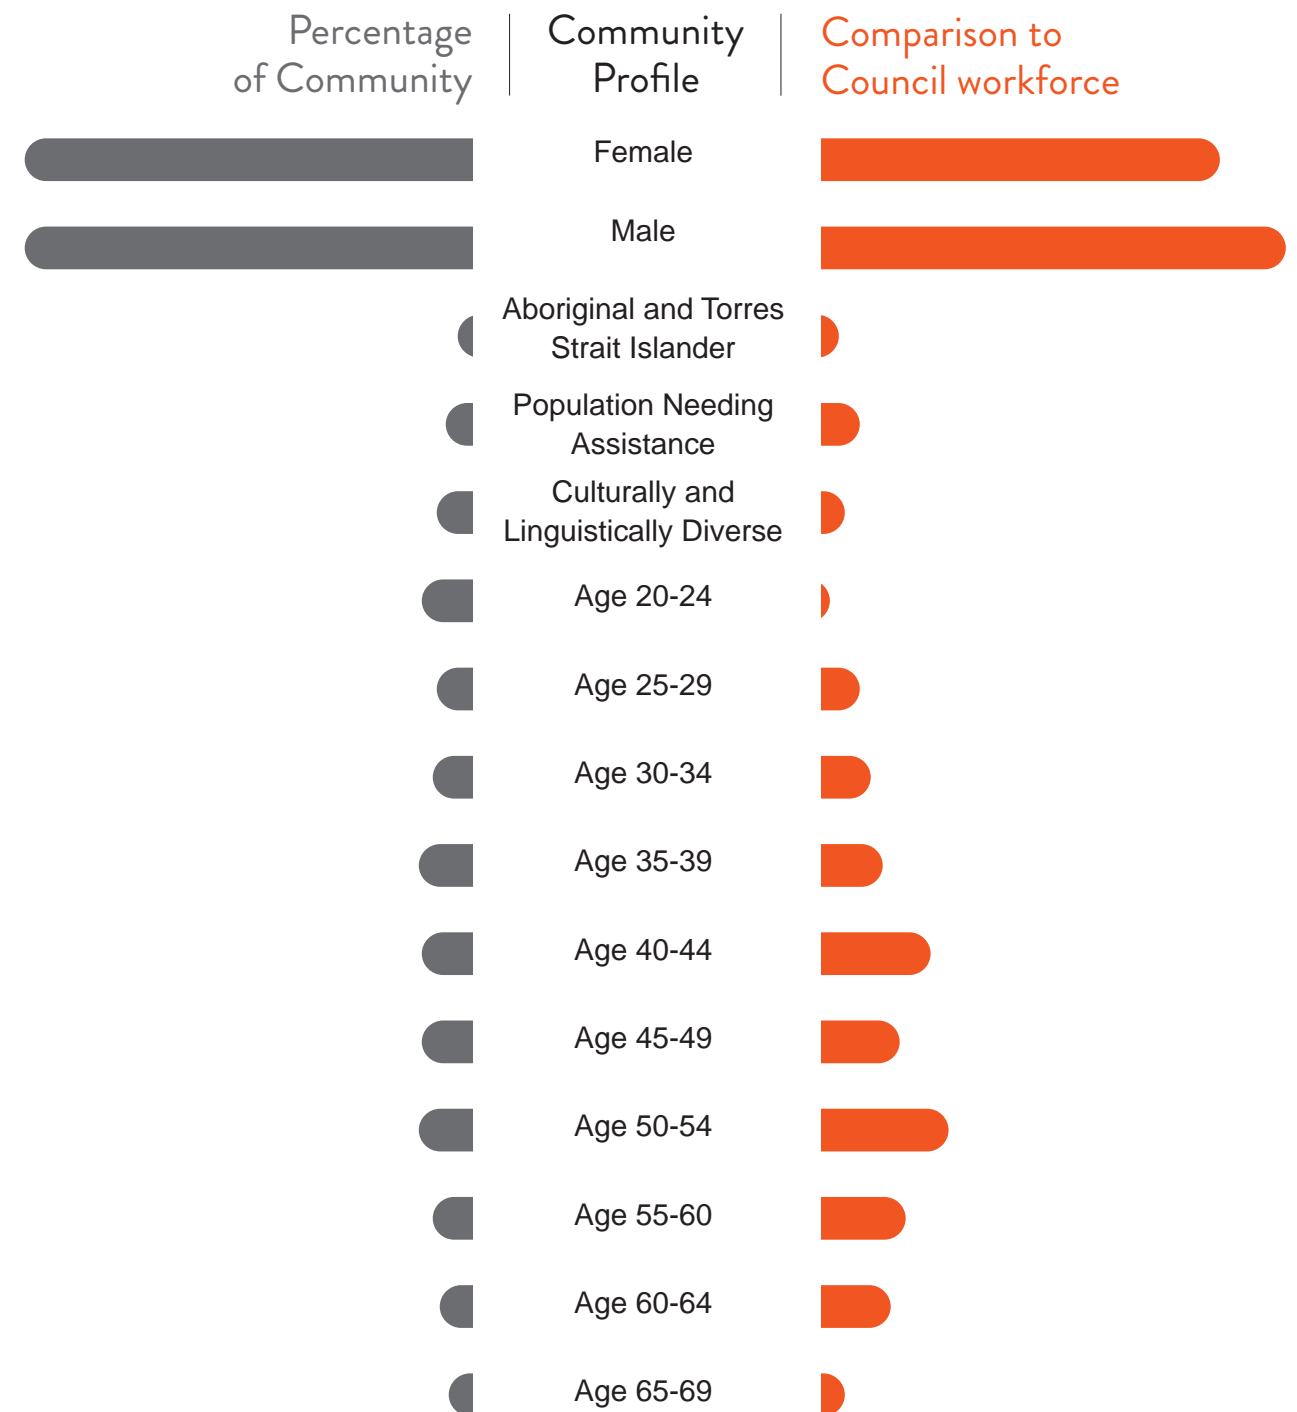 Percentage
of Community
Community
Profile
Comparison to
Council workforce
Female
Male
Aboriginal and Torres
Strait Islander
Population Needing
Assistance
Culturally and
Linguistically Diverse
Age 20-24
Age 25-29
Age 30-34
Age 35-39
Age 40-44
Age 45-49
Age 50-54
Age 55-60
Age 60-64
Age 65-69